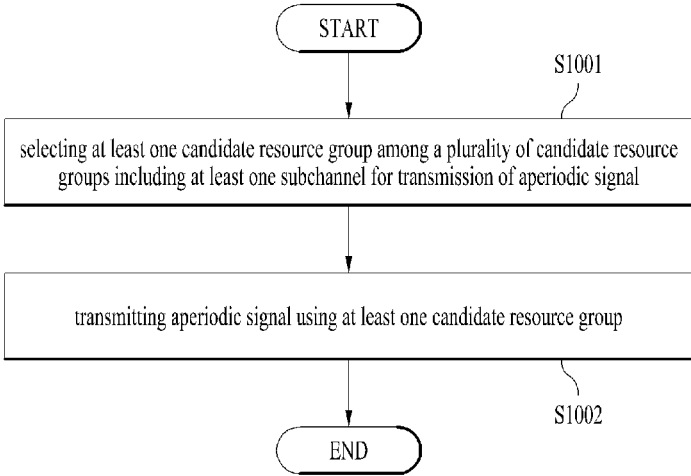 START
S1001
selecting at least one candidate resource group among a plurality of candidate resource
groups including at least one subchannel for transmission of aperiodic signal
transmitting aperiodic signal using at least one candidate resource group
S1002
END